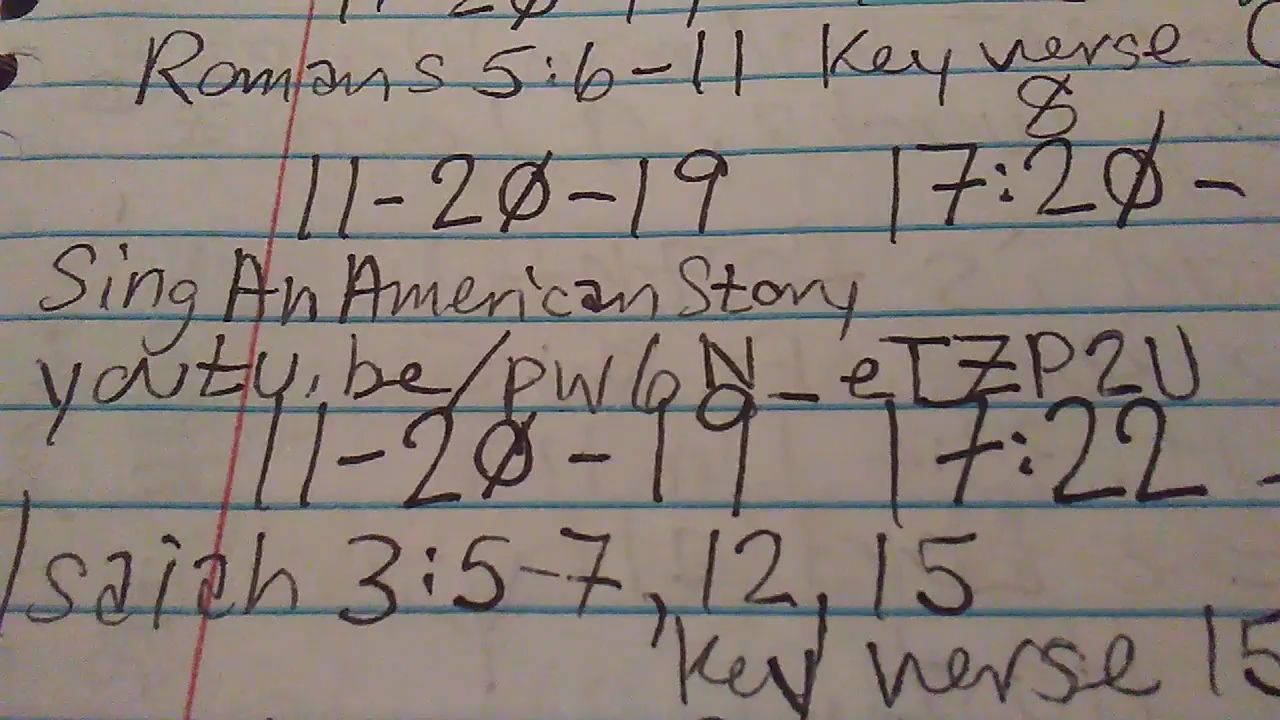 Romans 5:6-11 Key verse
8
11-2Ø-19 17:2Ø-
Sing An American Story
youty.be/pW6N_eTZP2U
11-2Ø-19 17:22 -
Isaiah 3:5-7, 12, 15
Key verse 15